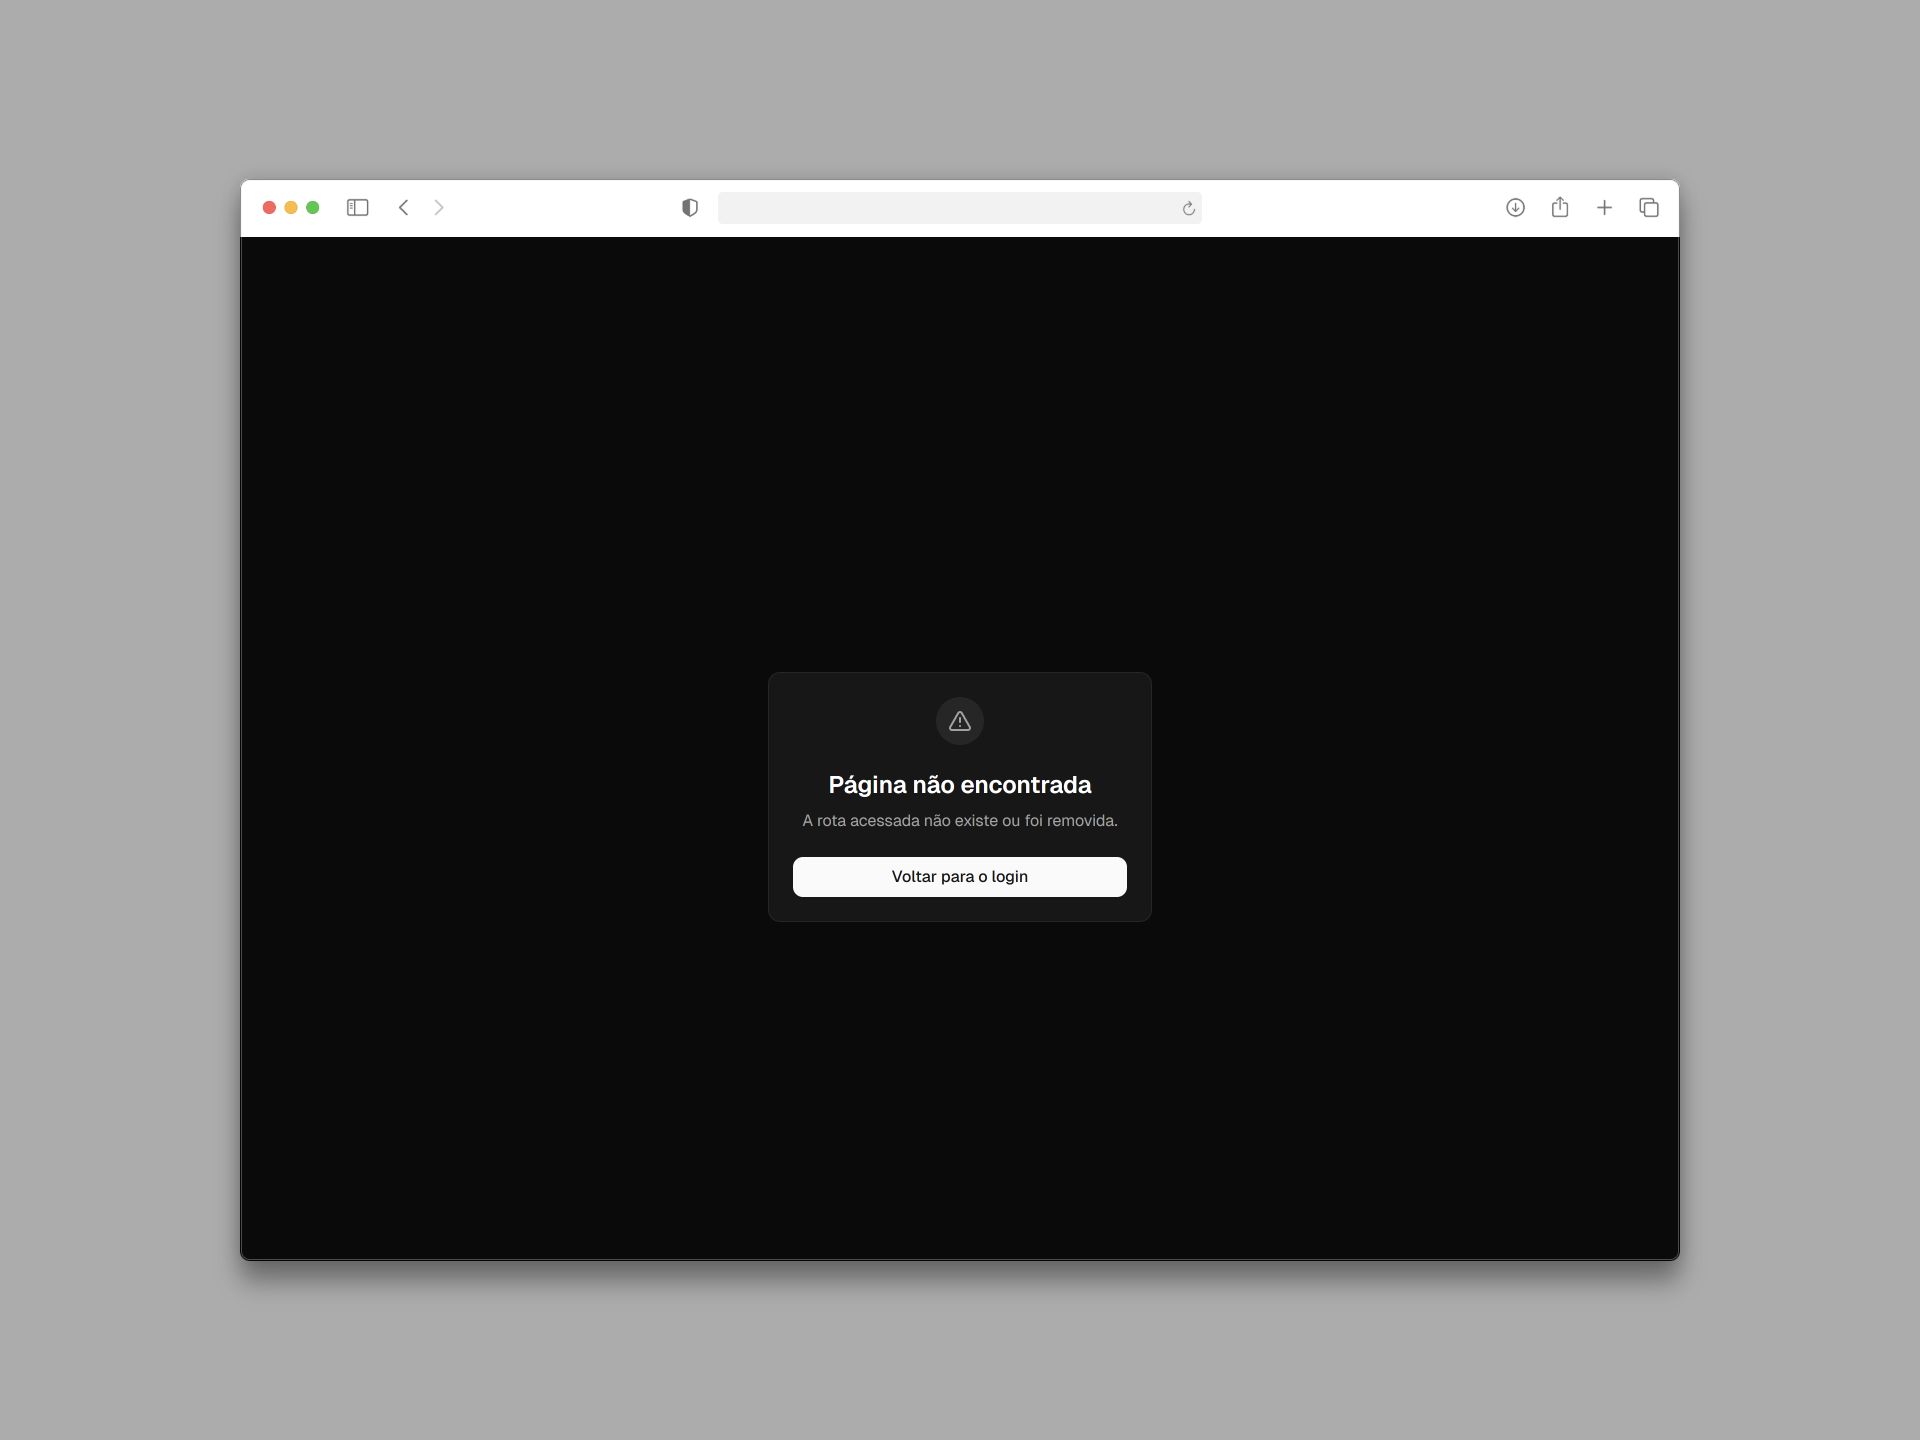 Página não encontrada
A rota acessada não existe ou foi removida.
Voltar para o login